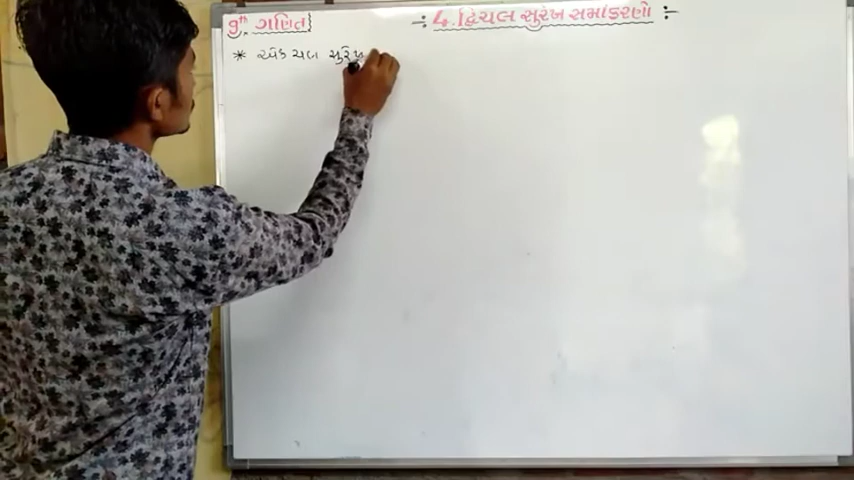 9th ગણિત
÷ 4. દ્વિચલ સુરેખ સમીકરણો ÷
* એક ચલ સુરેખ